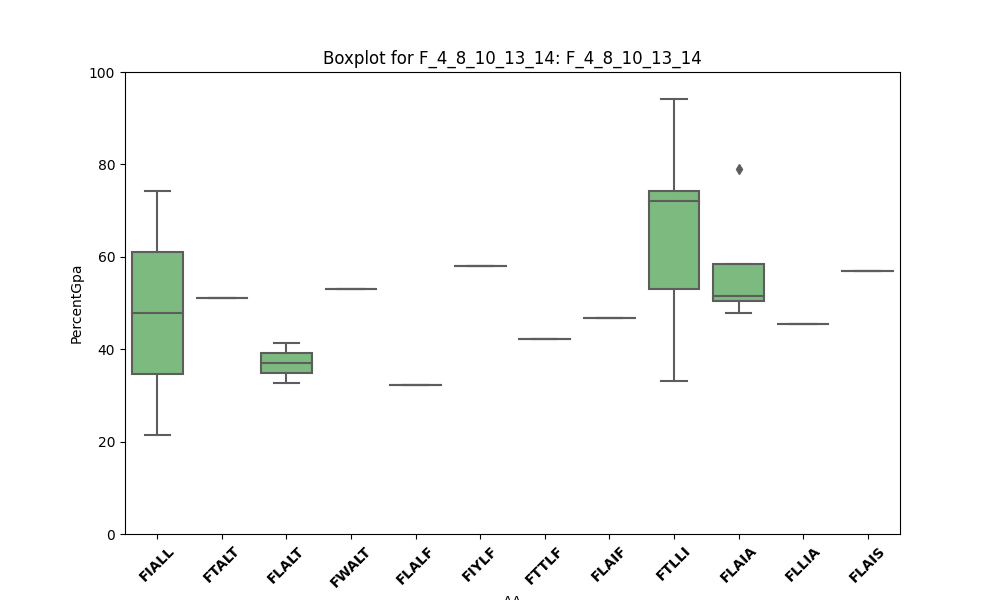 Boxplot for F_4_8_10_13_14: F_4_8_10_13_14
100
80
60
40
20
0
PercentGpa
FIALL
FTALT
FLALT
FWALT
FLALF
FIYLF
FTTLF
FLAIF
FTLLI
FLAIA
FLLIA
FLAIS
AA